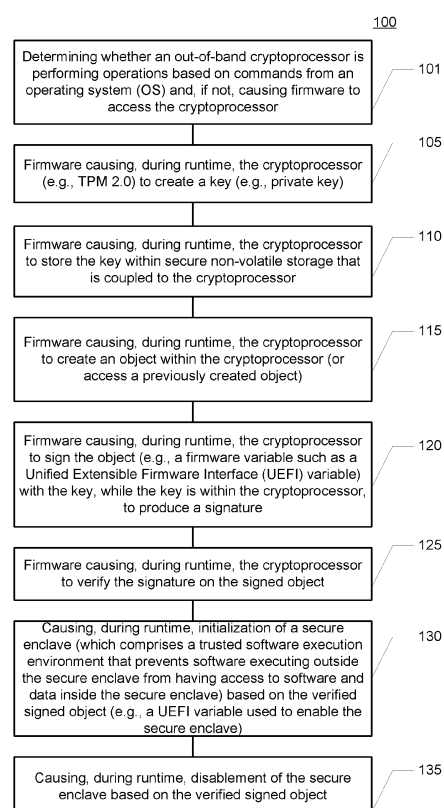 100
Determining whether an out-of-band cryptoprocessor is
performing operations based on commands from an
operating system (OS) and, if not, causing firmware to
access the cryptoprocessor
101
Firmware causing, during runtime, the cryptoprocessor
(e.g., TPM 2.0) to create a key (e.g., private key)
105
Firmware causing, during runtime, the cryptoprocessor
to store the key within secure non-volatile storage that
is coupled to the cryptoprocessor
110
Firmware causing, during runtime, the cryptoprocessor
to create an object within the cryptoprocessor (or
access a previously created object)
115
Firmware causing, during runtime, the cryptoprocessor
to sign the object (e.g., a firmware variable such as a
Unified Extensible Firmware Interface (UEFI) variable)
with the key, while the key is within the cryptoprocessor,
to produce a signature
120
Firmware causing, during runtime, the cryptoprocessor
to verify the signature on the signed object
125
Causing, during runtime, initialization of a secure
enclave (which comprises a trusted software execution
environment that prevents software executing outside
the secure enclave from having access to software and
data inside the secure enclave) based on the verified
signed object (e.g., a UEFI variable used to enable the
secure enclave)
130
Causing, during runtime, disablement of the secure
enclave based on the verified signed object
135